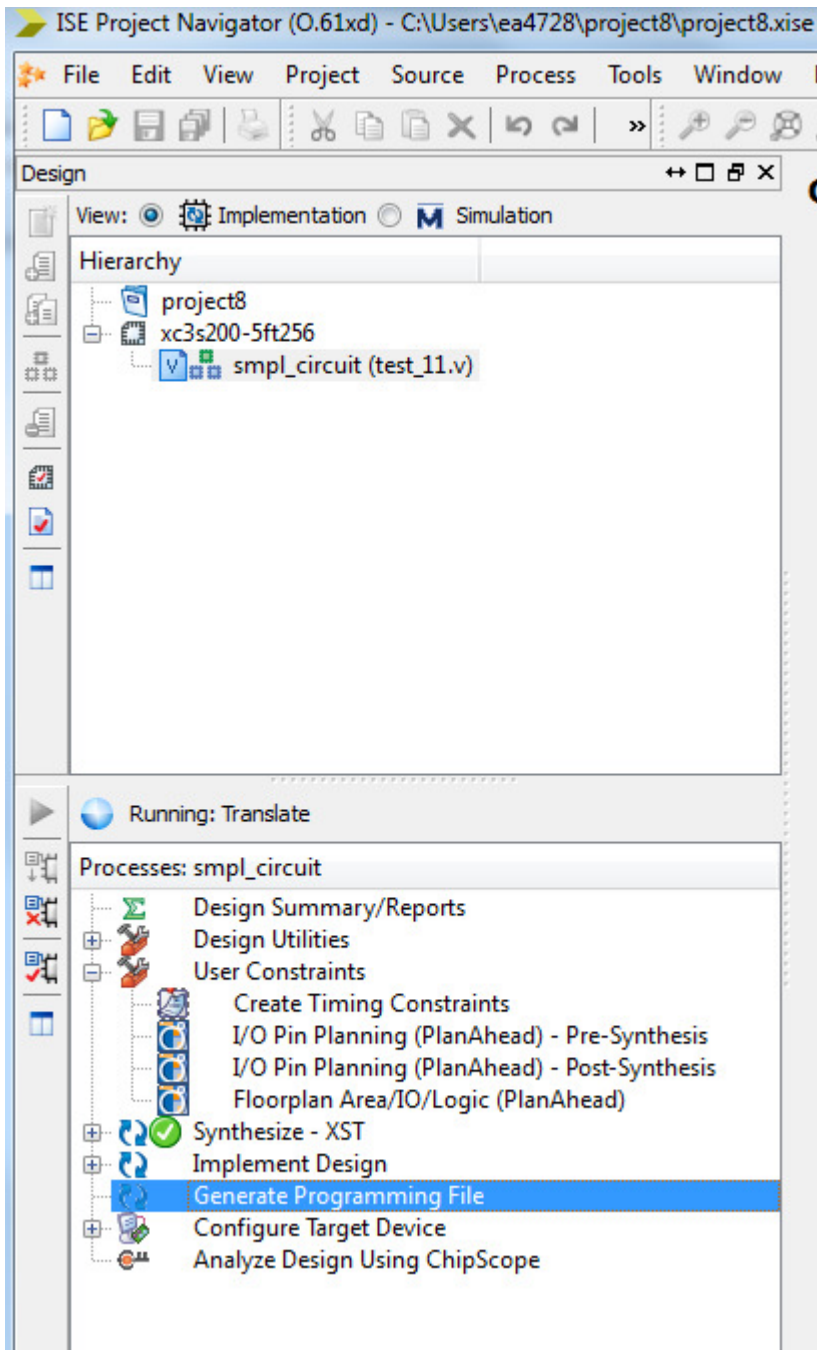 ISE Project Navigator (O.61xd) - C:\Users\ea4728\project8\project8.xise
File Edit View Project Source Process Tools Window
»
Design
View: Implementation Simulation
Hierarchy
project8
xc3s200-5ft256
smpl_circuit (test_11.v)
Running: Translate
Processes: smpl_circuit
Design Summary/Reports
Design Utilities
User Constraints
Create Timing Constraints
I/O Pin Planning (PlanAhead) - Pre-Synthesis
I/O Pin Planning (PlanAhead) - Post-Synthesis
Floorplan Area/IO/Logic (PlanAhead)
Synthesize - XST
Implement Design
Generate Programming File
Configure Target Device
Analyze Design Using ChipScope